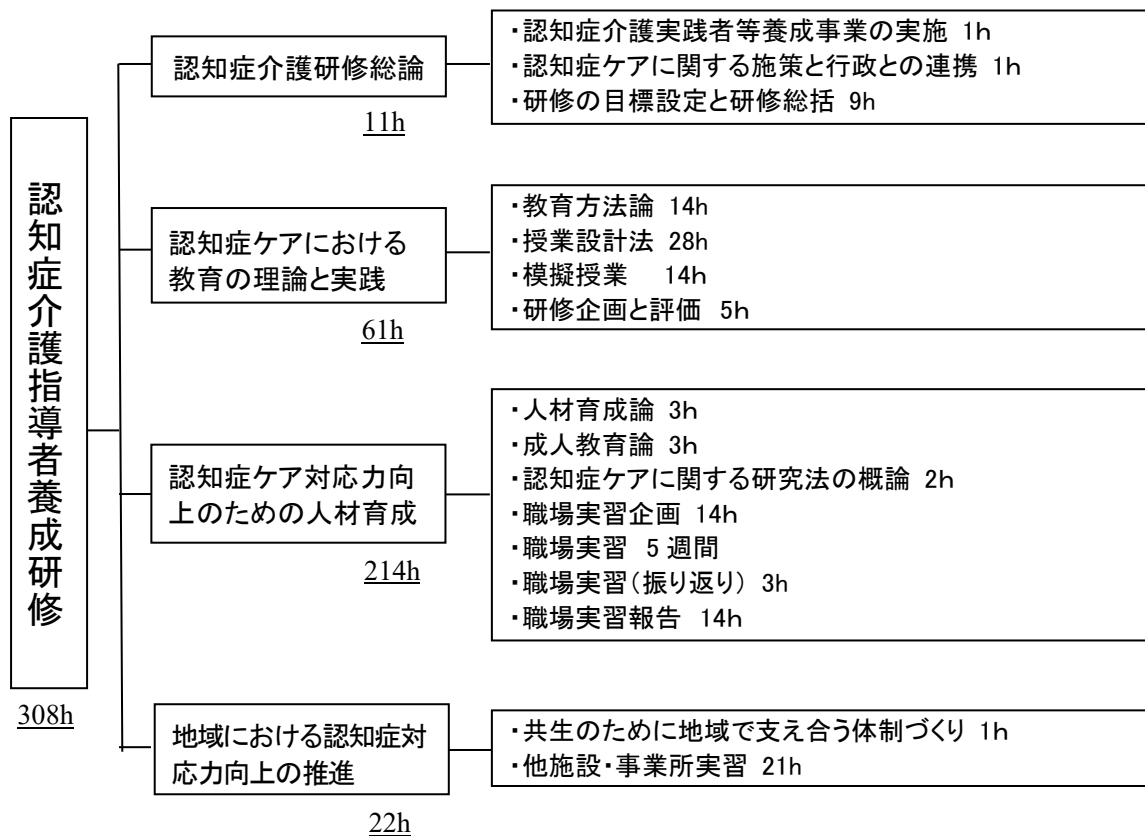 認知症介護指導者養成研修
308h
認知症介護研修総論
11h
・認知症介護実践者等養成事業の実施 1h
・認知症ケアに関する施策と行政との連携 1h
・研修の目標設定と研修総括 9h
認知症ケアにおける
教育の理論と実践
61h
・教育方法論 14h
・授業設計法 28h
・模擬授業 14h
・研修企画と評価 5h
認知症ケア対応力向
上のための人材育成
214h
・人材育成論 3h
・成人教育論 3h
・認知症ケアに関する研究法の概論 2h
・職場実習企画 14h
・職場実習 5週間
・職場実習(振り返り) 3h
・職場実習報告 14h
地域における認知症対
応力向上の推進
22h
・共生のために地域で支え合う体制づくり 1h
・他施設・事業所実習 21h